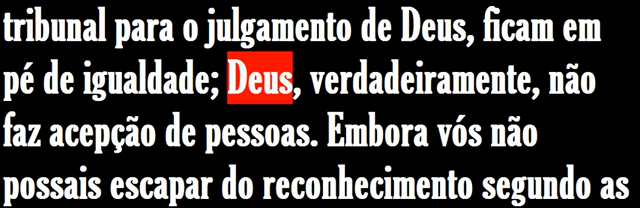 tribunal para o julgamento de Deus, ficam em
pé de igualdade; Deus, verdadeiramente, não
faz acepção de pessoas. Embora vós não
possais escapar do reconhecimento segundo as